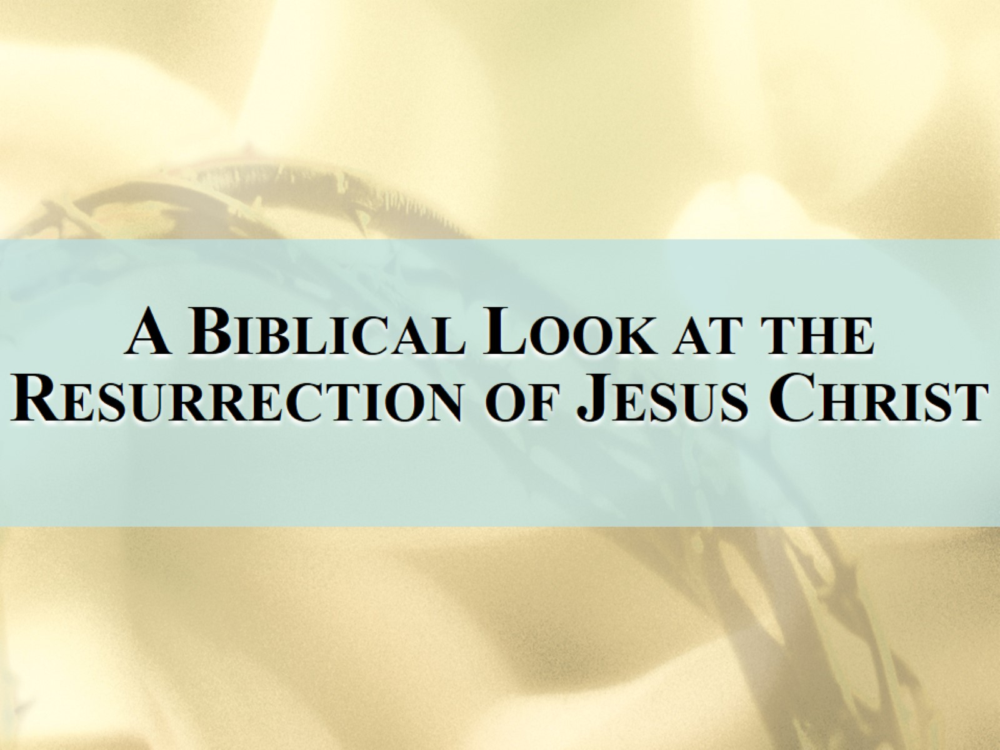 A Biblical Look at the
Resurrection of Jesus Christ